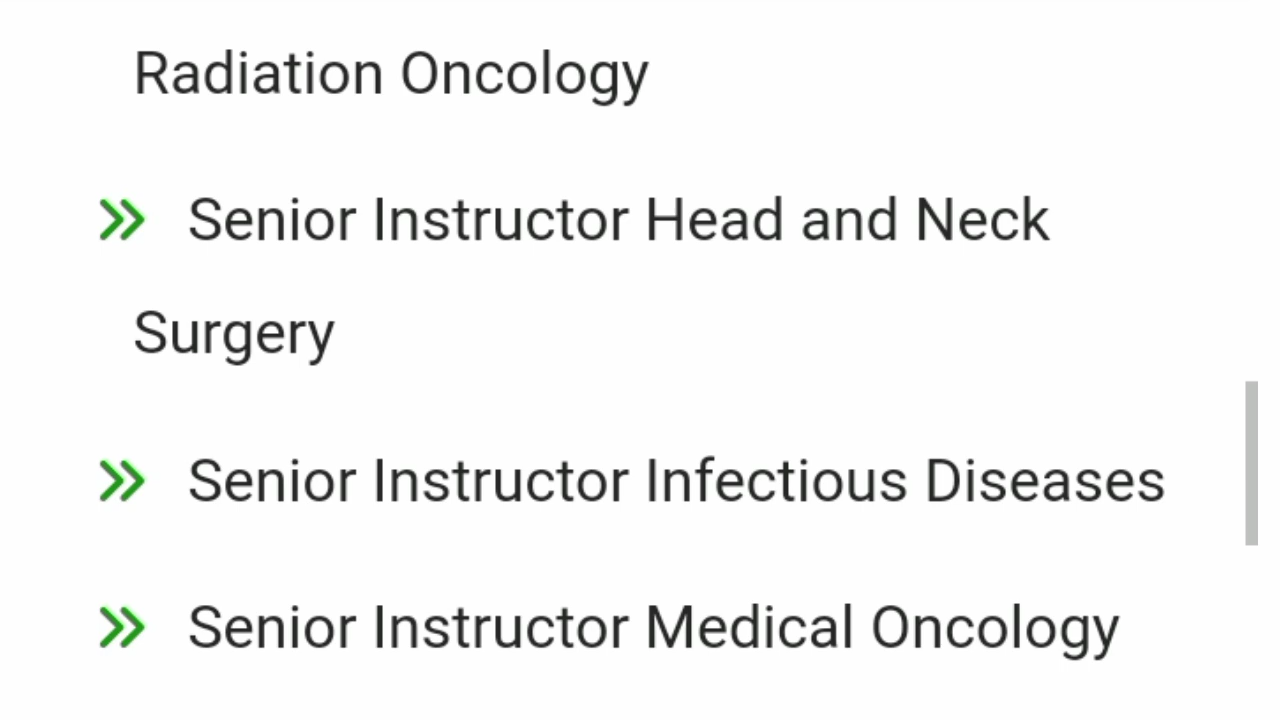 Radiation Oncology
Senior Instructor Head and Neck
Surgery
Senior Instructor Infectious Diseases
Senior Instructor Medical Oncology